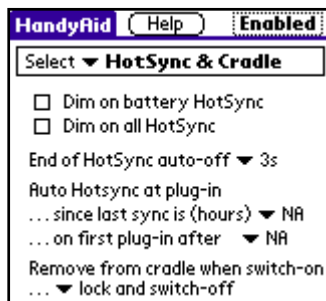 HandyAid Help Enabled
Select ▼ HotSync & Cradle
Dim on battery HotSync
Dim on all HotSync
End of HotSync auto-off ▼ 3s
Auto Hotsync at plug-in
... since last sync is (hours) ▼ NA
... on first plug-in after ▼ NA
Remove from cradle when switch-on
... ▼ lock and switch-off